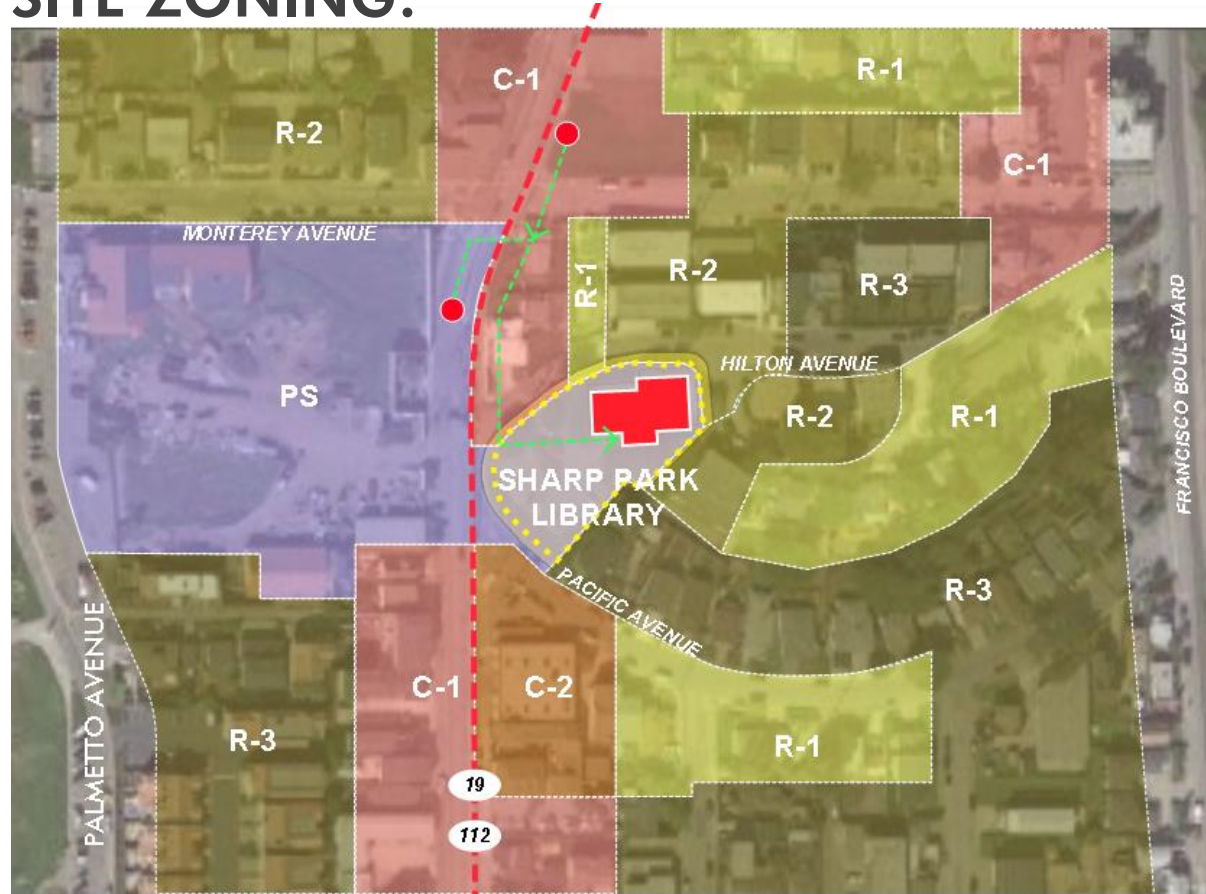 SITE ZONING:
C-1
R-1
R-2
C-1
MONTEREY AVENUE
R-1
R-2
R-3
FRANCISCO BOULEVARD
HILTON AVENUE
PS
R-2
R-1
SHARP PARK
LIBRARY
PACIFIC AVENUE
R-3
PALMETTO AVENUE
C-1
C-2
R-3
R-1
19
112